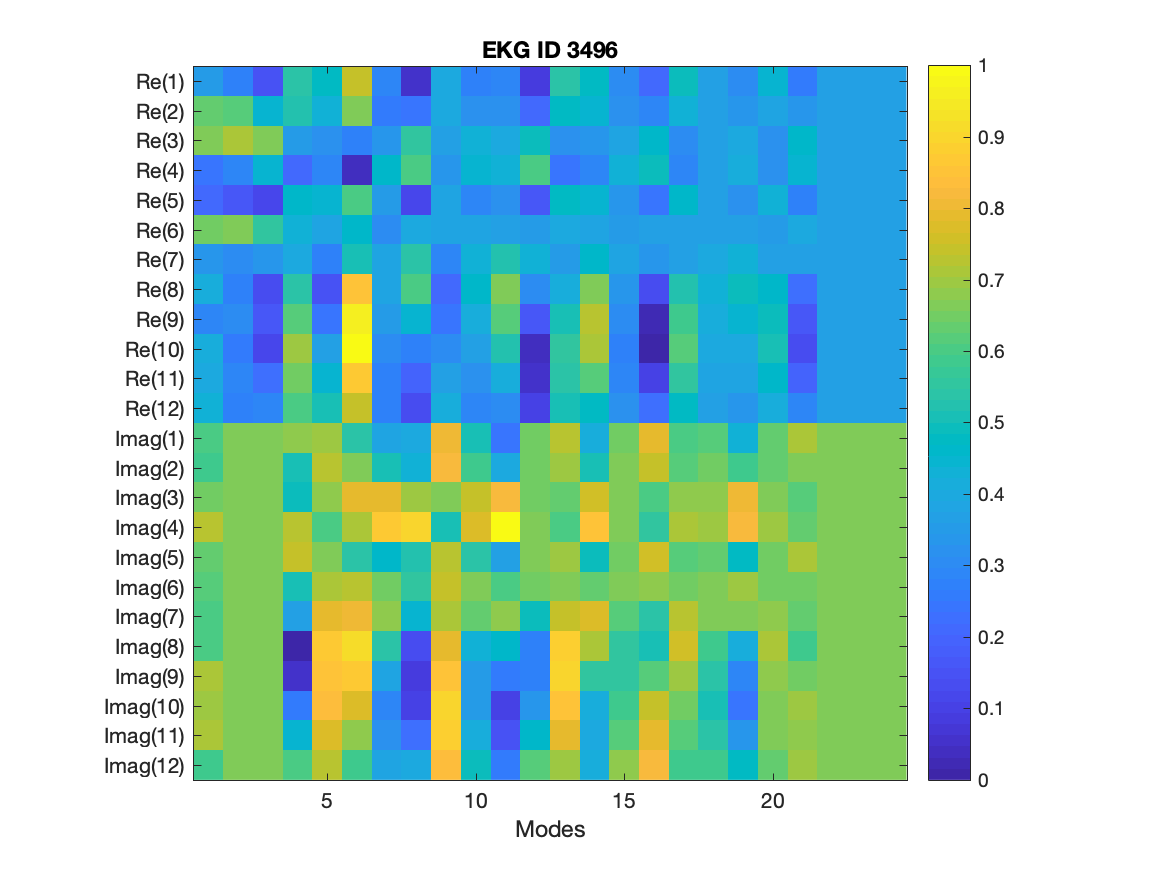 EKG ID 3496
Re(1)
Re(2)
Re(3)
Re(4)
Re(5)
Re(6)
Re(7)
Re(8)
Re(9)
Re(10)
Re(11)
Re(12)
Imag(1)
Imag(2)
Imag(3)
Imag(4)
Imag(5)
Imag(6)
Imag(7)
Imag(8)
Imag(9)
Imag(10)
Imag(11)
Imag(12)
5 10 15 20
Modes
1
0.9
0.8
0.7
0.6
0.5
0.4
0.3
0.2
0.1
0